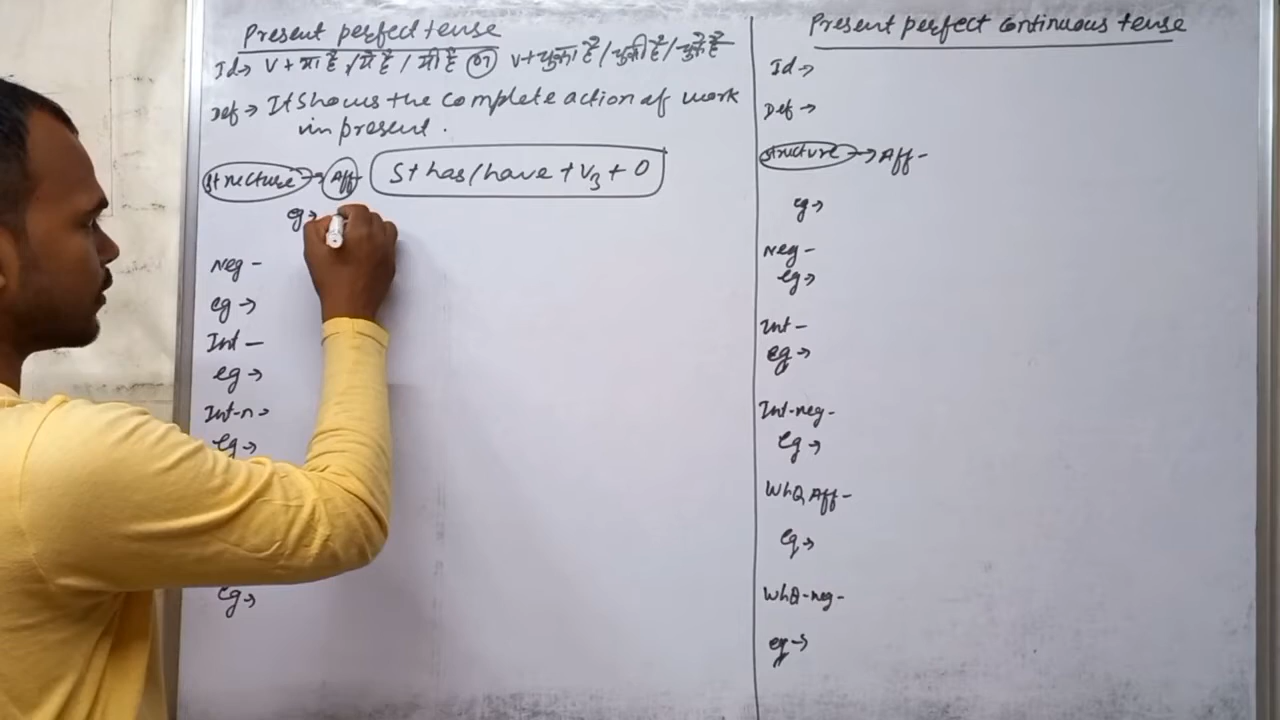 Present perfect tense
Id → V + या है / ये है / यी है or V + चुका है / चुकी है / चुके है
Def → It shows the complete action of work
in present.
Structure → Aff - S + has / have + V3 + O
eg →
Neg -
eg →
Int -
eg →
Int-n →
eg →
eg →
Present perfect continuous tense
Id →
Def →
Structure → Aff -
eg →
Neg -
eg →
Int -
eg →
Int-neg -
eg →
WhQ Aff -
eg →
WhQ-neg -
eg →